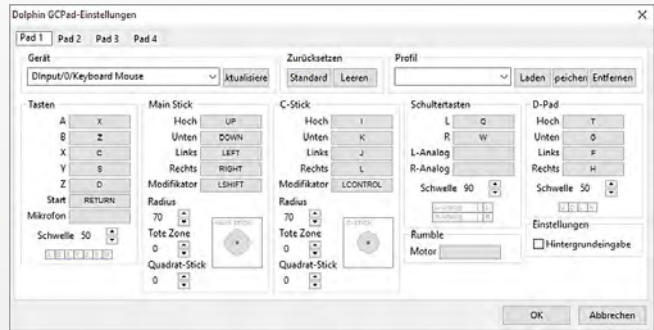 Dolphin GCPad-Einstellungen
Pad 1 Pad 2 Pad 3 Pad 4
Gerät
DInput/0/Keyboard Mouse
ktualisiere
Zurücksetzen
Standard Leeren
Profil
Laden peichen Entfernen
Tasten
A X
B Z
X C
Y S
Z D
Start RETURN
Mikrofon
Schwelle 50
Main Stick
Hoch UP
Unten DOWN
Links LEFT
Rechts RIGHT
Modifikator LSHIFT
Radius
70
Tote Zone
0
Quadrat-Stick
0
MAIN STICK
C-Stick
Hoch I
Unten K
Links J
Rechts L
Modifikator LCONTROL
Radius
70
Tote Zone
0
Quadrat-Stick
0
C-STICK
Schultertasten
L Q
R W
L-Analog
R-Analog
Schwelle 90
Rumble
Motor
D-Pad
Hoch T
Unten G
Links F
Rechts H
Schwelle 50
Einstellungen
Hintergrundeingabe
OK Abbrechen